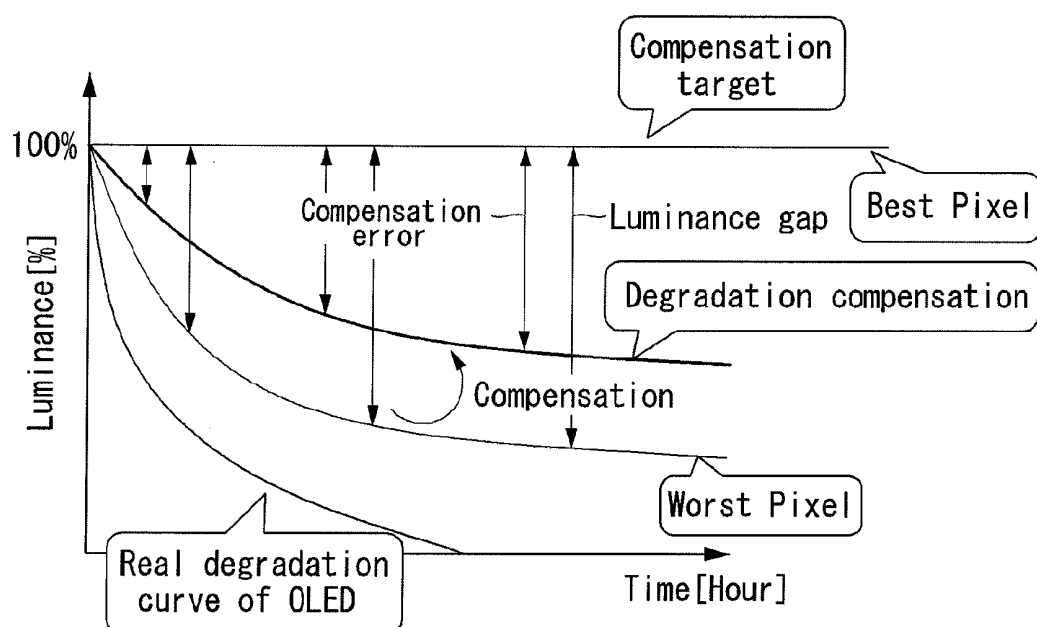 Compensation
target
100%
Best Pixel
Compensation
error
Luminance gap
Luminance[%]
Degradation compensation
Compensation
Worst Pixel
Real degradation
curve of OLED
Time[Hour]